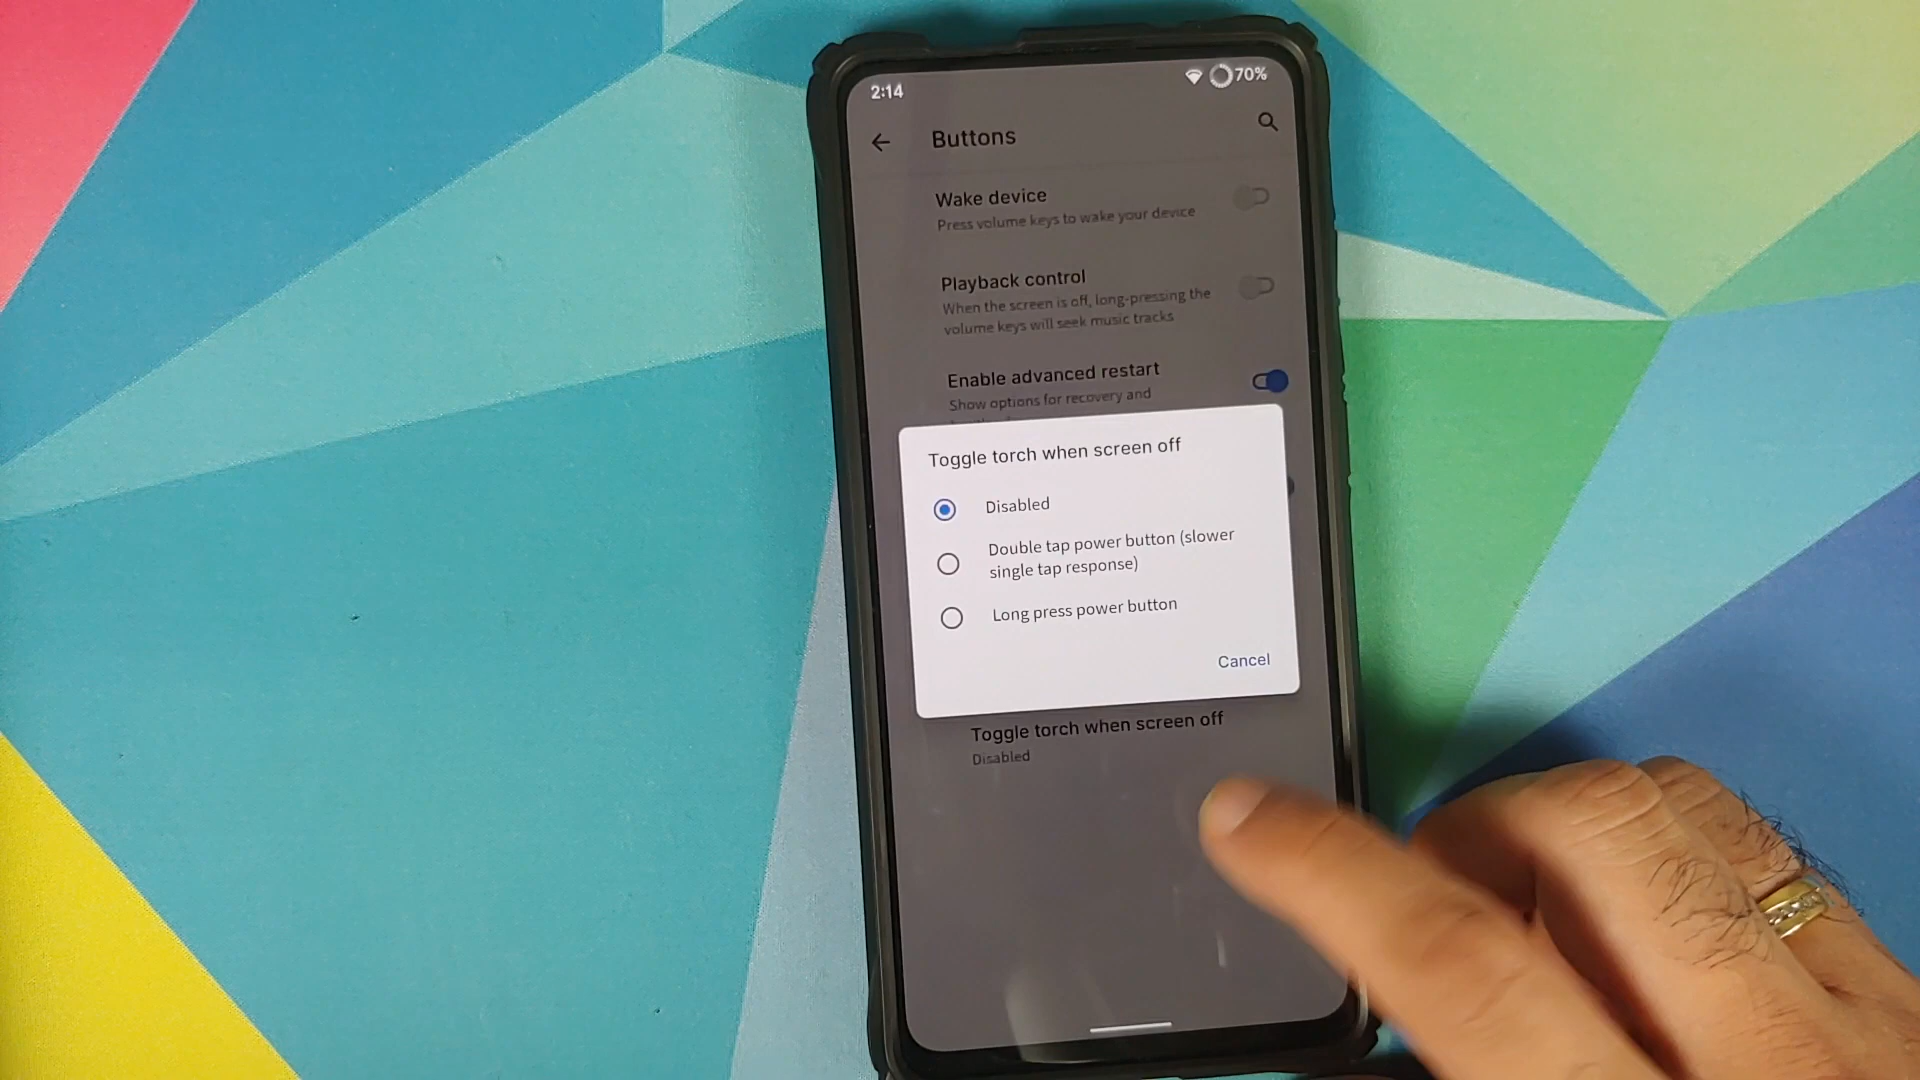 2:14
70%
Buttons
Wake device
Press volume keys to wake your device
Playback control
When the screen is off, long-pressing the
volume keys will seek music tracks
Enable advanced restart
Show options for recovery and
Toggle torch when screen off
Disabled
Double tap power button (slower
single tap response)
Long press power button
Cancel
Toggle torch when screen off
Disabled